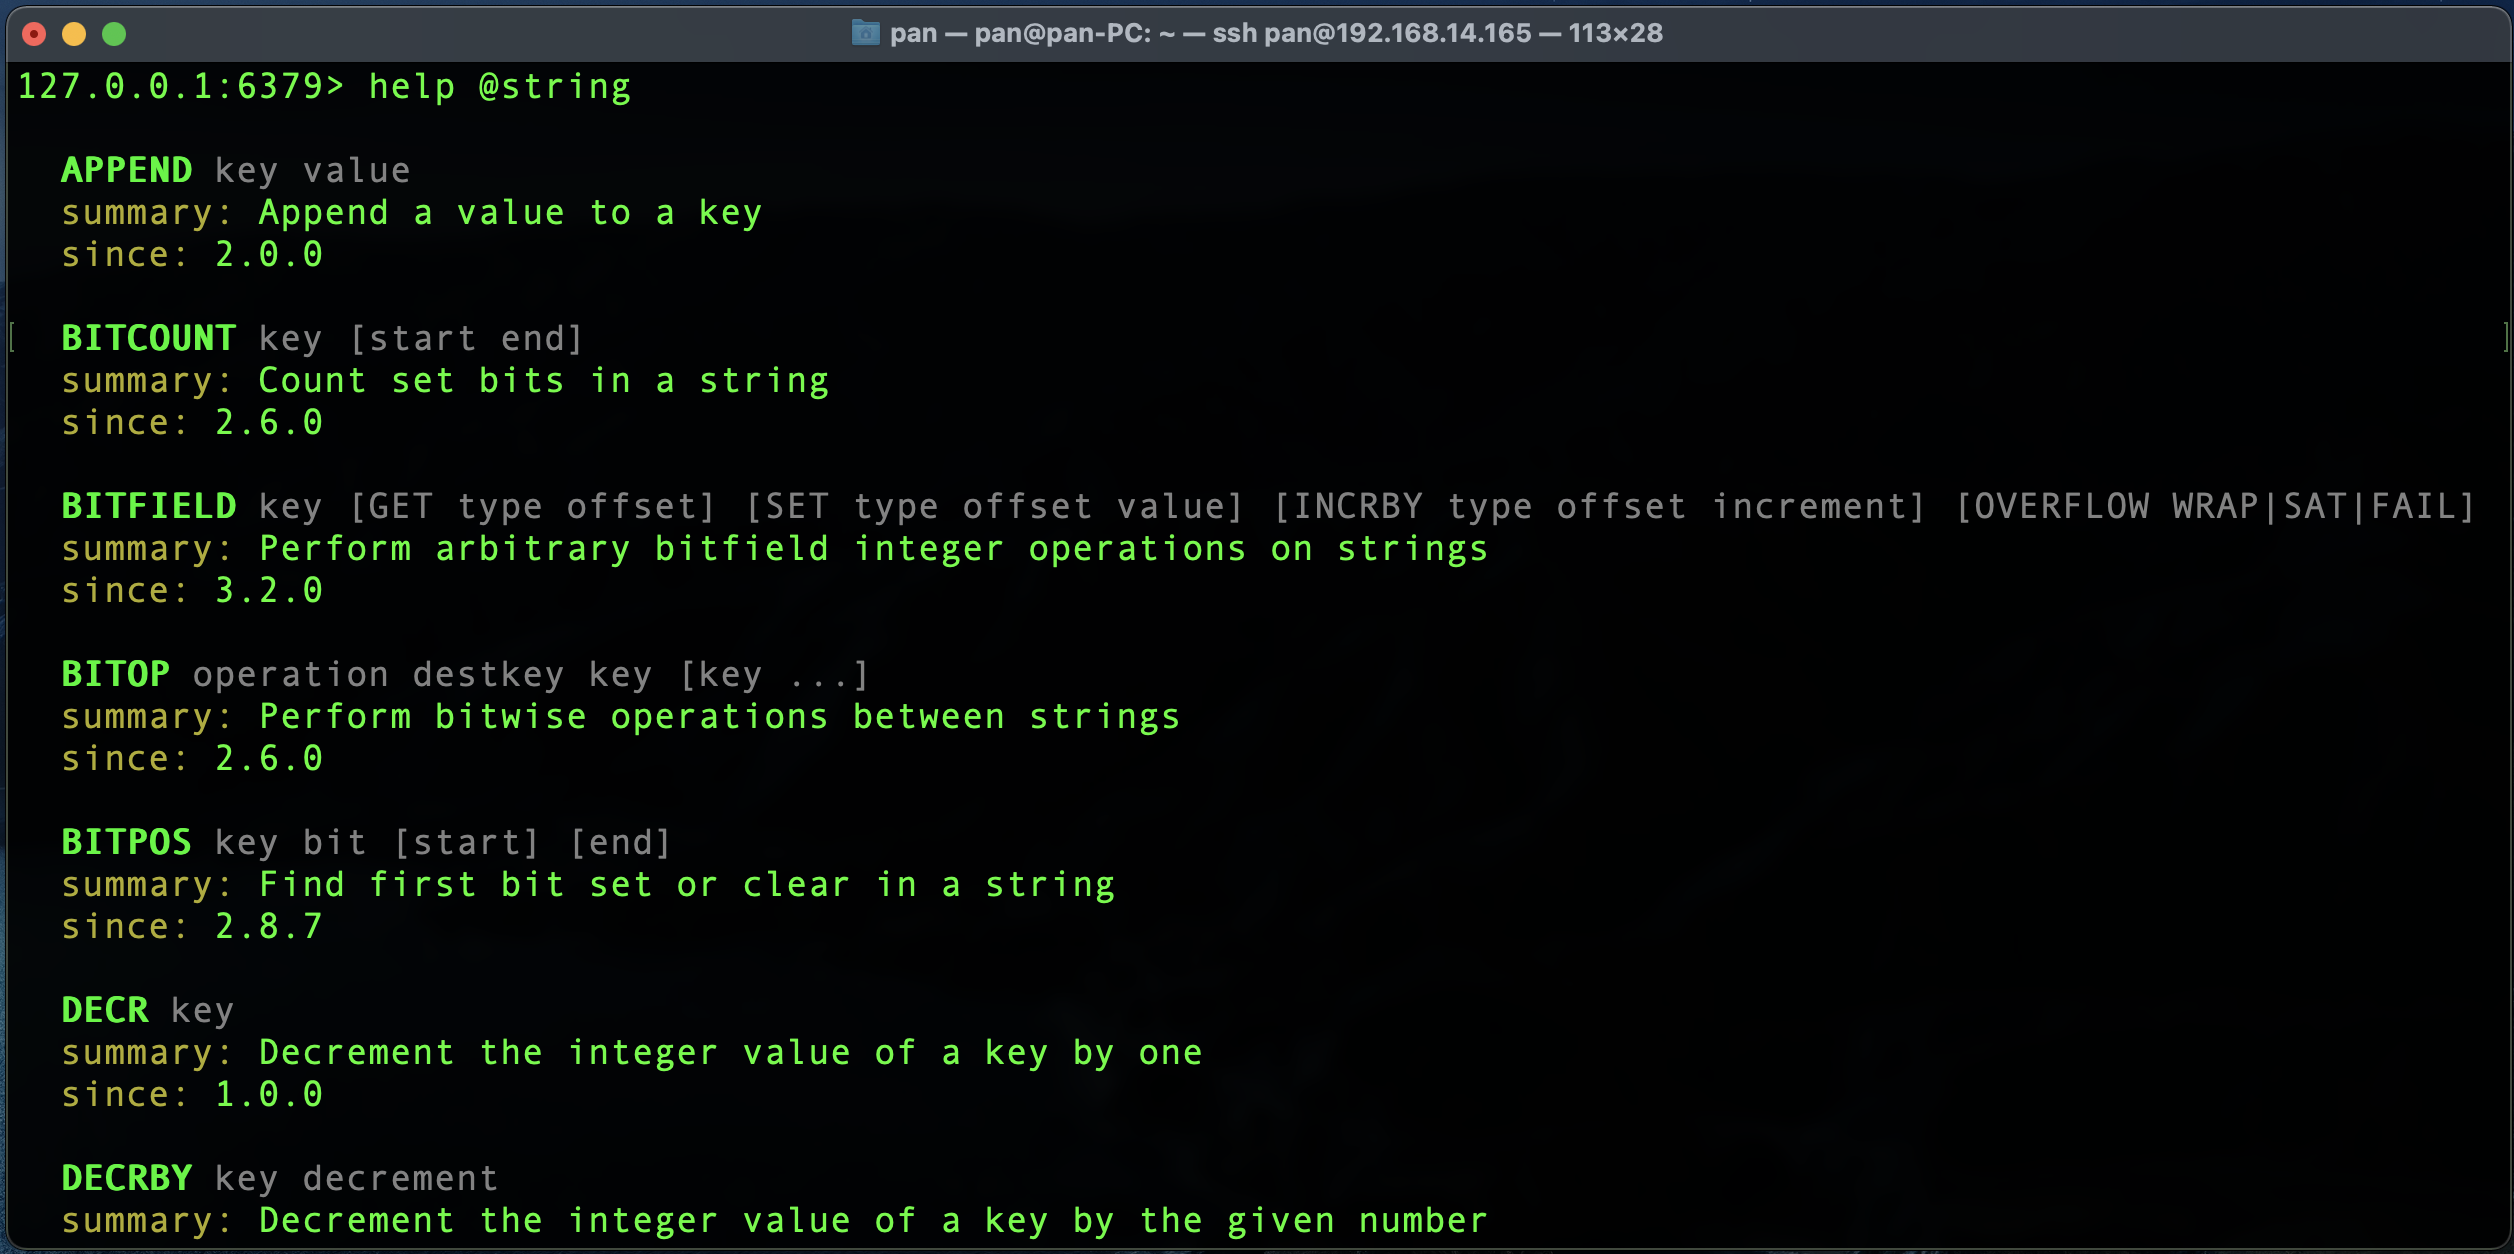 pan — pan@pan-PC: ~ — ssh pan@192.168.14.165 — 113×28
127.0.0.1:6379> help @string
APPEND key value
summary: Append a value to a key
since: 2.0.0
BITCOUNT key [start end]
summary: Count set bits in a string
since: 2.6.0
BITFIELD key [GET type offset] [SET type offset value] [INCRBY type offset increment] [OVERFLOW WRAP|SAT|FAIL]
summary: Perform arbitrary bitfield integer operations on strings
since: 3.2.0
BITOP operation destkey key [key ...]
summary: Perform bitwise operations between strings
since: 2.6.0
BITPOS key bit [start] [end]
summary: Find first bit set or clear in a string
since: 2.8.7
DECR key
summary: Decrement the integer value of a key by one
since: 1.0.0
DECRBY key decrement
summary: Decrement the integer value of a key by the given number